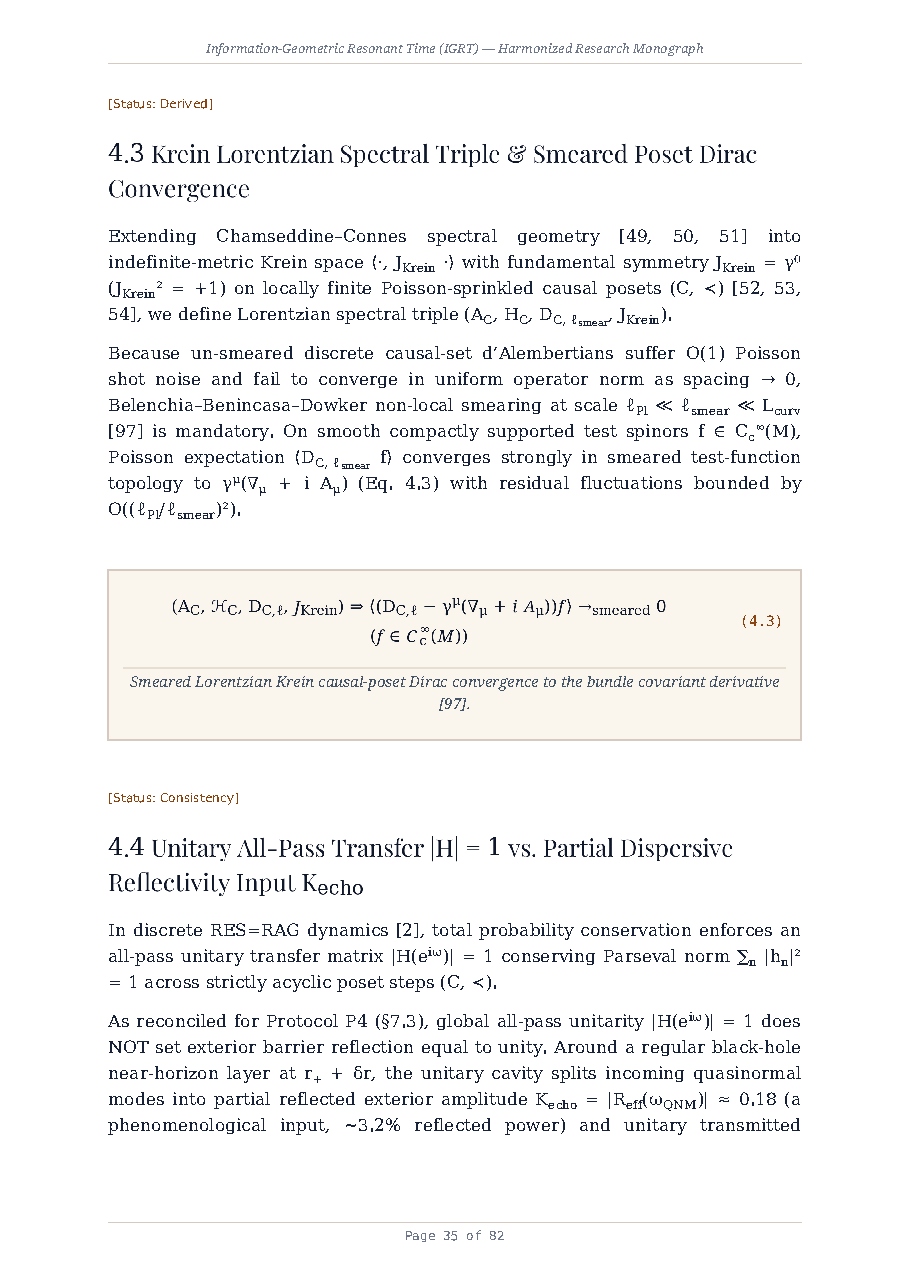 Information-Geometric Resonant Time (IGRT) — Harmonized Research Monograph
[Status: Derived]
4.3 Krein Lorentzian Spectral Triple & Smeared Poset Dirac
Convergence
Extending Chamseddine–Connes spectral geometry [49, 50, 51] into
indefinite-metric Krein space ⟨·, J_Krein ·⟩ with fundamental symmetry J_Krein = γ⁰
(J_Krein² = +1) on locally finite Poisson-sprinkled causal posets (C, ≺) [52, 53,
54], we define Lorentzian spectral triple (A_C, H_C, D_{C, ℓ_smear}, J_Krein).
Because un-smeared discrete causal-set d’Alembertians suffer O(1) Poisson
shot noise and fail to converge in uniform operator norm as spacing → 0,
Belenchia–Benincasa–Dowker non-local smearing at scale ℓ_Pl ≪ ℓ_smear ≪ L_curv
[97] is mandatory. On smooth compactly supported test spinors f ∈ C_c^∞(M),
Poisson expectation ⟨D_{C, ℓ_smear} f⟩ converges strongly in smeared test-function
topology to γ^μ(∇_μ + i A_μ) (Eq. 4.3) with residual fluctuations bounded by
O((ℓ_Pl/ℓ_smear)²).
(A_C, ℋ_C, D_{C,ℓ}, J_Krein) ⇒ ⟨(D_{C,ℓ} − γ^μ(∇_μ + i A_μ))f⟩ →_smeared 0
(f ∈ C_c^∞(M))
(4.3)
Smeared Lorentzian Krein causal-poset Dirac convergence to the bundle covariant derivative
[97].
[Status: Consistency]
4.4 Unitary All-Pass Transfer |H| = 1 vs. Partial Dispersive
Reflectivity Input K_echo
In discrete RES=RAG dynamics [2], total probability conservation enforces an
all-pass unitary transfer matrix |H(e^{iω})| = 1 conserving Parseval norm ∑_n |h_n|²
= 1 across strictly acyclic poset steps (C, ≺).
As reconciled for Protocol P4 (§7.3), global all-pass unitarity |H(e^{iω})| = 1 does
NOT set exterior barrier reflection equal to unity. Around a regular black-hole
near-horizon layer at r₊ + δr, the unitary cavity splits incoming quasinormal
modes into partial reflected exterior amplitude K_echo = |R_eff(ω_QNM)| ≈ 0.18 (a
phenomenological input, ~3.2% reflected power) and unitary transmitted
Page 35 of 82